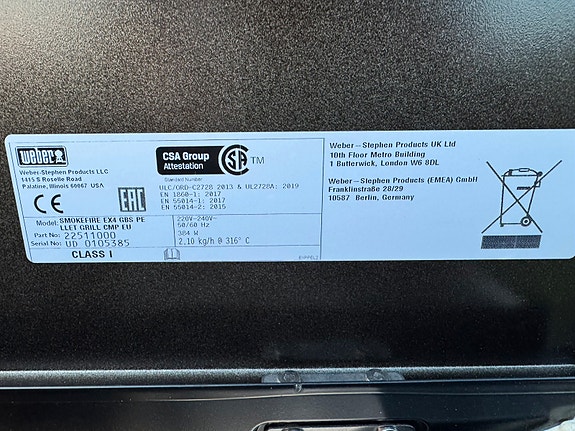 weber
Weber-Stephen Products LLC
1415 S Roselle Road
Palatine, Illinois 60067 USA
CE
EAC
CSA Group
Attestation
SA TM
Standard Number
ULC/ORD-C2728 2013 & UL2728A: 2019
EN 1860-1: 2017
EN 55014-1: 2017
EN 55014-2: 2015
Model: SMOKEFIRE EX4 GBS PE
LLET GRILL CMP EU
Part No: 22511000
Serial No: UD 0105385
220V-240V~
50/60 Hz
384 W
2,10 kg/h @ 316° C
CLASS I
Weber-Stephen Products UK Ltd
10th Floor Metro Building
1 Butterwick, London W6 8DL
Weber-Stephen Products (EMEA) GmbH
Franklinstraße 28/29
10587 Berlin, Germany